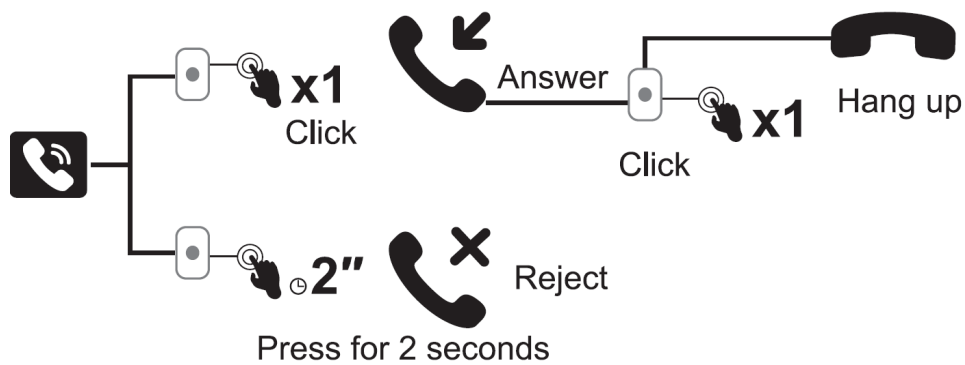 x1
Click
Answer
x1
Click
Hang up
2"
Press for 2 seconds
Reject